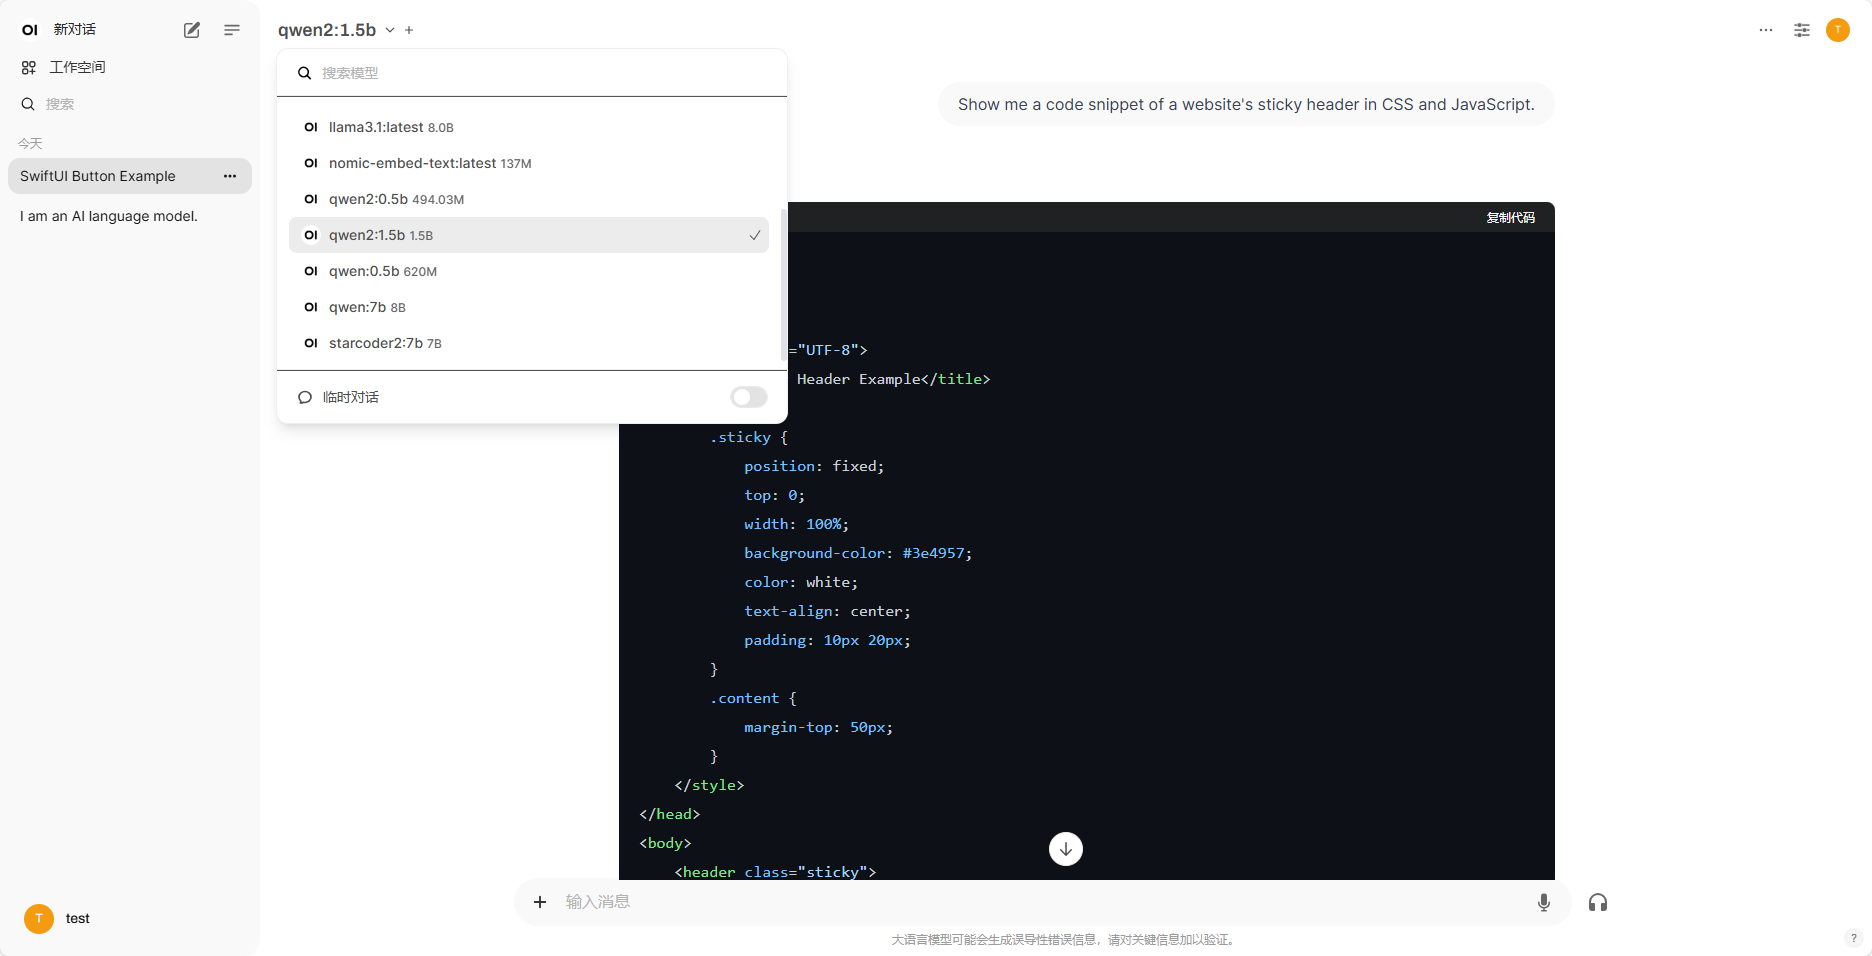 OI 新对话
工作空间
搜索
今天
SwiftUI Button Example
I am an AI language model.
T test
qwen2:1.5b
搜索模型
OI llama3.1:latest 8.0B
OI nomic-embed-text:latest 137M
OI qwen2:0.5b 494.03M
OI qwen2:1.5b 1.5B
OI qwen:0.5b 620M
OI qwen:7b 8B
OI starcoder2:7b 7B
临时对话
T
Show me a code snippet of a website's sticky header in CSS and JavaScript.
复制代码
="UTF-8">
Header Example</title>
.sticky {
position: fixed;
top: 0;
width: 100%;
background-color: #3e4957;
color: white;
text-align: center;
padding: 10px 20px;
}
.content {
margin-top: 50px;
}
</style>
</head>
<body>
<header class="sticky">
输入消息
大语言模型可能会生成误导性错误信息，请对关键信息加以验证。
?